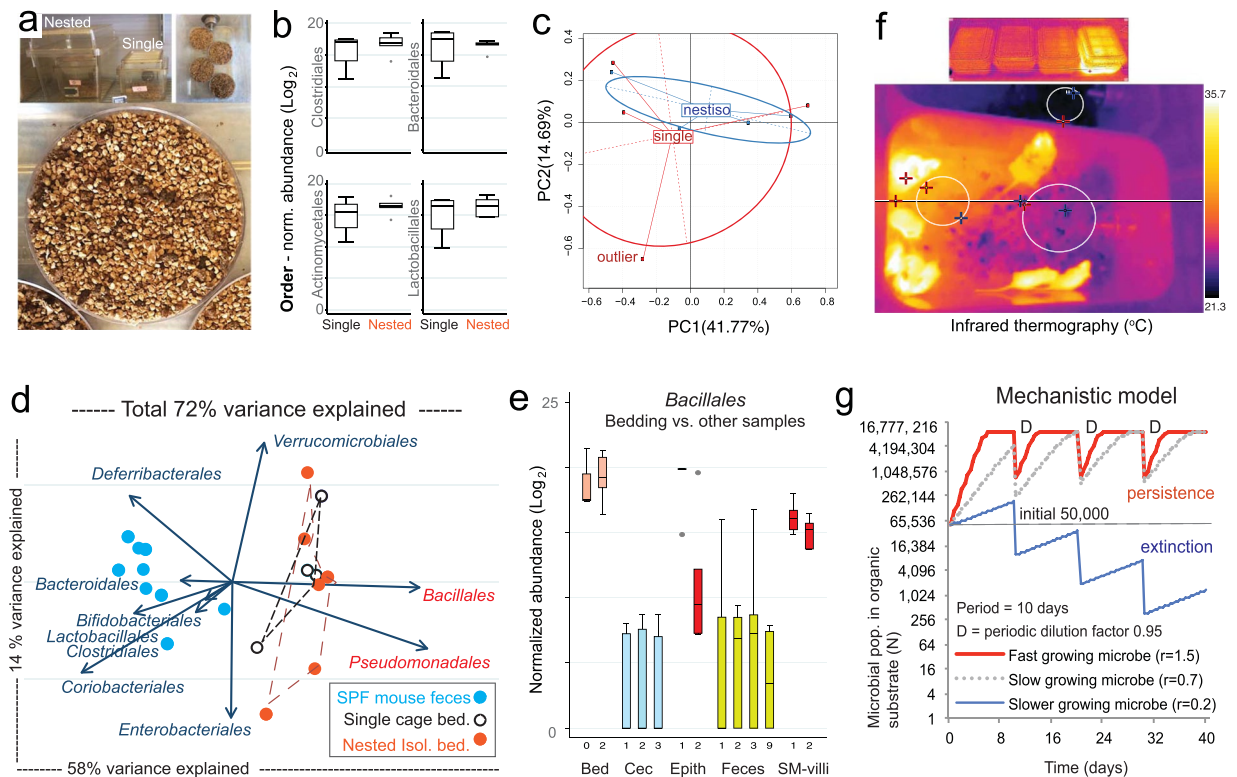 a
Nested
Single
b
20
0
Clostridiales
Bacteroidales
20
0
Actinomycetales
Lactobacillales
Order - norm. abundance (Log2)
Single Nested Single Nested
c
0.4
0.2
0.0
−0.2
−0.4
−0.6
PC2(14.69%)
nestiso
single
outlier
−0.6 −0.4 −0.2 0.0 0.2 0.4 0.6 0.8
PC1(41.77%)
f
35.7
21.3
Infrared thermography (°C)
d
Total 72% variance explained
14 % variance explained
Verrucomicrobiales
Deferribacterales
Bacteroidales
Bacillales
Bifidobacteriales
Lactobacillales
Clostridiales
Pseudomonadales
Coriobacteriales
Enterobacteriales
SPF mouse feces
Single cage bed.
Nested Isol. bed.
58% variance explained
e
Bacillales
Bedding vs. other samples
25
0
Normalized abundance (Log2)
0 2 1 2 3 1 2 1 2 3 9 1 2
Bed Cec Epith Feces SM-villi
g
Mechanistic model
16,777,216
4,194,304
1,048,576
262,144
65,536
16,384
4,096
1,024
256
64
16
4
1
Microbial pop. in organic
substrate (N)
D D D
persistence
initial 50,000
extinction
Period = 10 days
D = periodic dilution factor 0.95
Fast growing microbe (r=1.5)
Slow growing microbe (r=0.7)
Slower growing microbe (r=0.2)
0 8 16 24 32 40
Time (days)